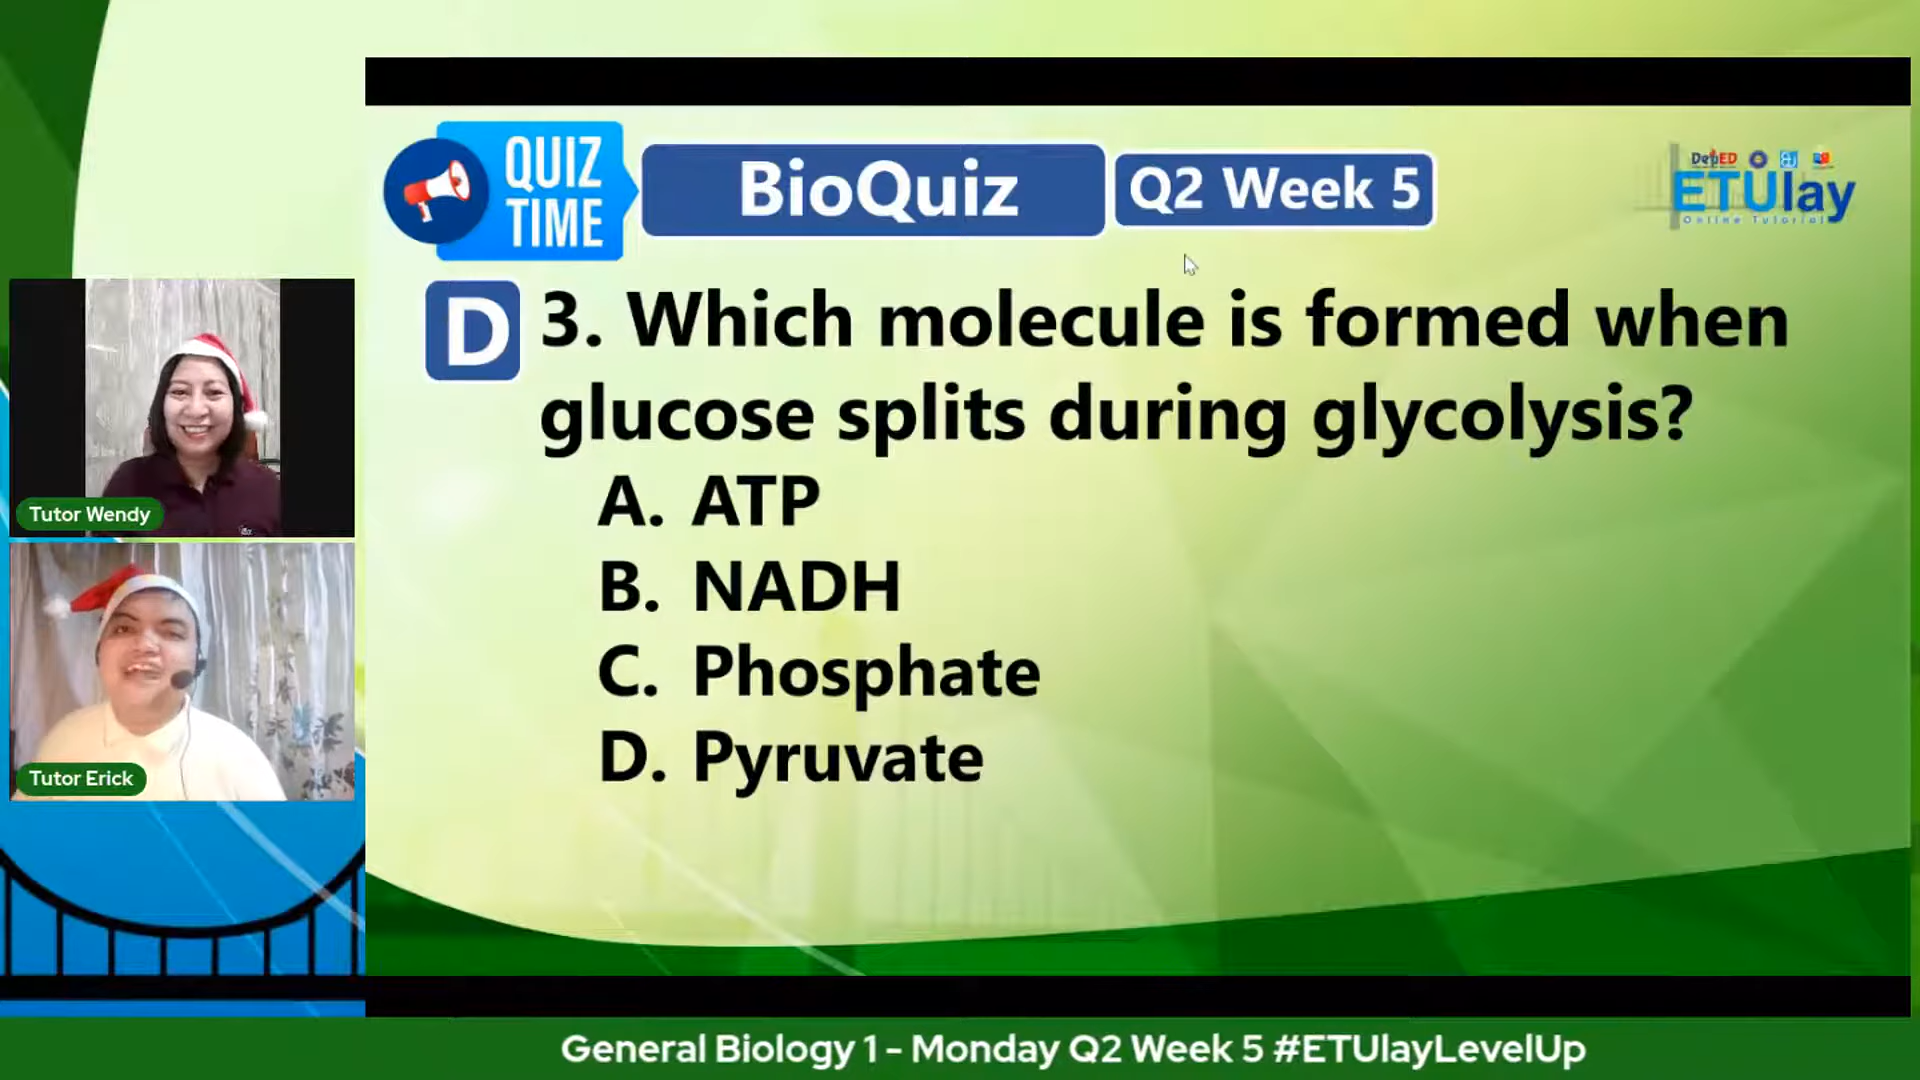 QUIZ
TIME
BioQuiz
Q2 Week 5
DepED
ETUlay
Online Tutorial
D
3. Which molecule is formed when
glucose splits during glycolysis?
A. ATP
B. NADH
C. Phosphate
D. Pyruvate
Tutor Wendy
Tutor Erick
General Biology 1 - Monday Q2 Week 5 #ETUlayLevelUp